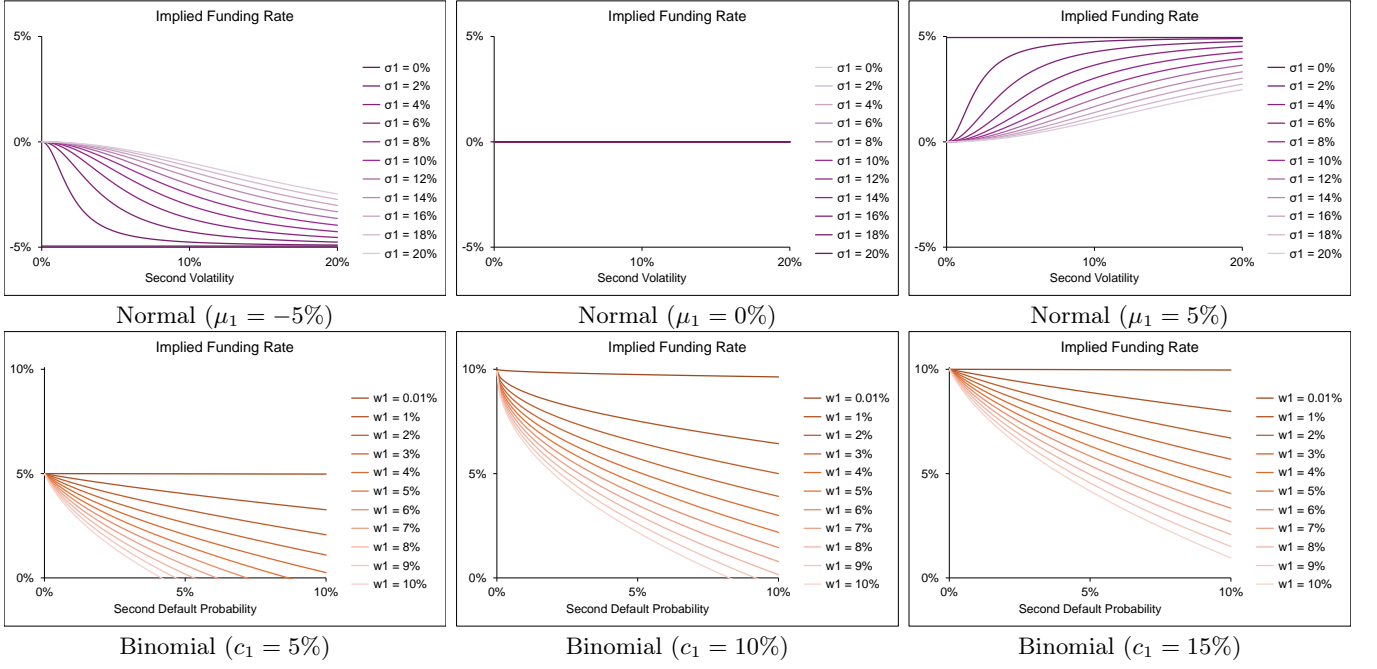 Implied Funding Rate
5%
0%
-5%
0%
10%
20%
Second Volatility
σ1 = 0%
σ1 = 2%
σ1 = 4%
σ1 = 6%
σ1 = 8%
σ1 = 10%
σ1 = 12%
σ1 = 14%
σ1 = 16%
σ1 = 18%
σ1 = 20%
Normal (μ₁ = −5%)
Implied Funding Rate
5%
0%
-5%
0%
10%
20%
Second Volatility
σ1 = 0%
σ1 = 2%
σ1 = 4%
σ1 = 6%
σ1 = 8%
σ1 = 10%
σ1 = 12%
σ1 = 14%
σ1 = 16%
σ1 = 18%
σ1 = 20%
Normal (μ₁ = 0%)
Implied Funding Rate
5%
0%
-5%
0%
10%
20%
Second Volatility
σ1 = 0%
σ1 = 2%
σ1 = 4%
σ1 = 6%
σ1 = 8%
σ1 = 10%
σ1 = 12%
σ1 = 14%
σ1 = 16%
σ1 = 18%
σ1 = 20%
Normal (μ₁ = 5%)
Implied Funding Rate
10%
5%
0%
0%
5%
10%
Second Default Probability
w1 = 0.01%
w1 = 1%
w1 = 2%
w1 = 3%
w1 = 4%
w1 = 5%
w1 = 6%
w1 = 7%
w1 = 8%
w1 = 9%
w1 = 10%
Binomial (c₁ = 5%)
Implied Funding Rate
10%
5%
0%
0%
5%
10%
Second Default Probability
w1 = 0.01%
w1 = 1%
w1 = 2%
w1 = 3%
w1 = 4%
w1 = 5%
w1 = 6%
w1 = 7%
w1 = 8%
w1 = 9%
w1 = 10%
Binomial (c₁ = 10%)
Implied Funding Rate
10%
5%
0%
0%
5%
10%
Second Default Probability
w1 = 0.01%
w1 = 1%
w1 = 2%
w1 = 3%
w1 = 4%
w1 = 5%
w1 = 6%
w1 = 7%
w1 = 8%
w1 = 9%
w1 = 10%
Binomial (c₁ = 15%)